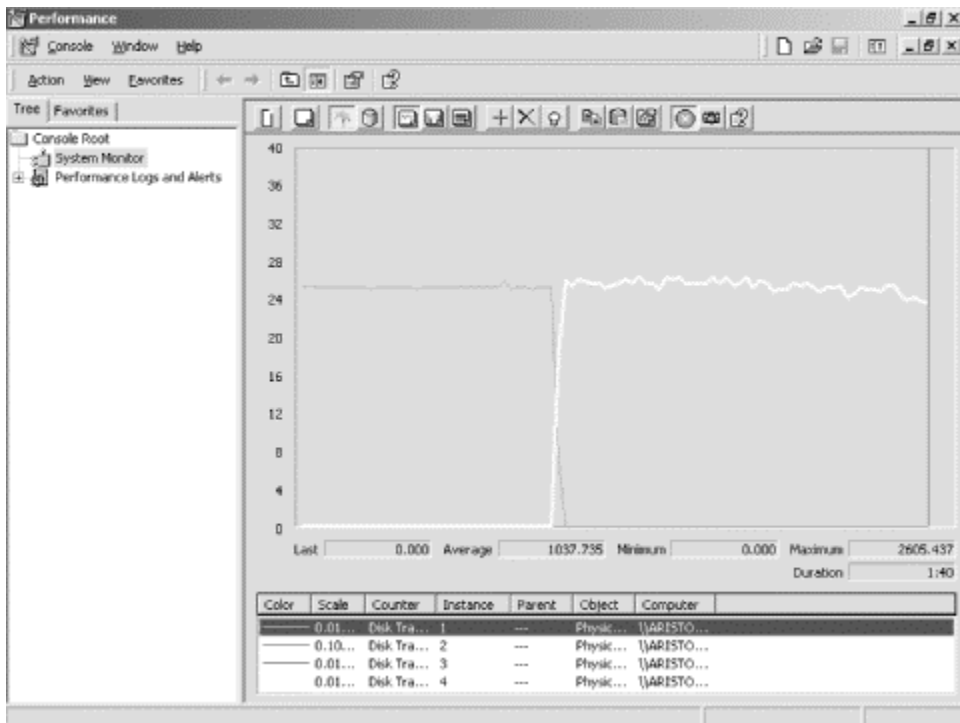 Performance
Console Window Help
Action View Favorites
Tree Favorites
Console Root
System Monitor
Performance Logs and Alerts
40
36
32
28
24
20
16
12
8
4
0
Last 0.000 Average 1037.735 Minimum 0.000 Maximum 2605.437
Duration 1:40
Color Scale Counter Instance Parent Object Computer
0.01... Disk Tra... 1 --- Physic... \\ARISTO...
0.10... Disk Tra... 2 --- Physic... \\ARISTO...
0.01... Disk Tra... 3 --- Physic... \\ARISTO...
0.01... Disk Tra... 4 --- Physic... \\ARISTO...